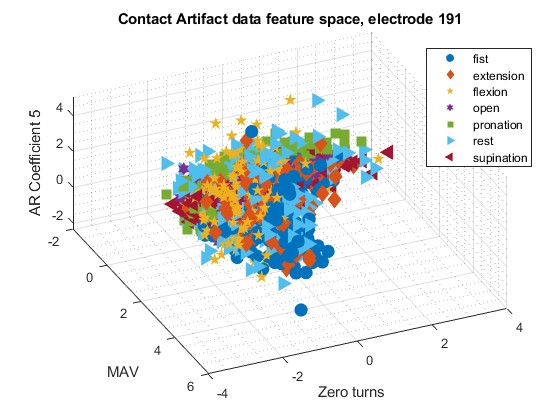 Contact Artifact data feature space, electrode 191
fist
extension
flexion
open
pronation
rest
supination
AR Coefficient 5
4
2
0
-2
-2
0
2
4
6
MAV
-4
-2
0
2
4
Zero turns